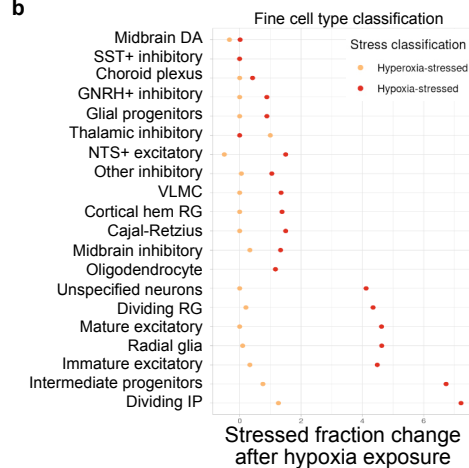 b
Fine cell type classification
Stress classification
Hyperoxia-stressed
Hypoxia-stressed
Midbrain DA
SST+ inhibitory
Choroid plexus
GNRH+ inhibitory
Glial progenitors
Thalamic inhibitory
NTS+ excitatory
Other inhibitory
VLMC
Cortical hem RG
Cajal-Retzius
Midbrain inhibitory
Oligodendrocyte
Unspecified neurons
Dividing RG
Mature excitatory
Radial glia
Immature excitatory
Intermediate progenitors
Dividing IP
0 2 4 6
Stressed fraction change
after hypoxia exposure